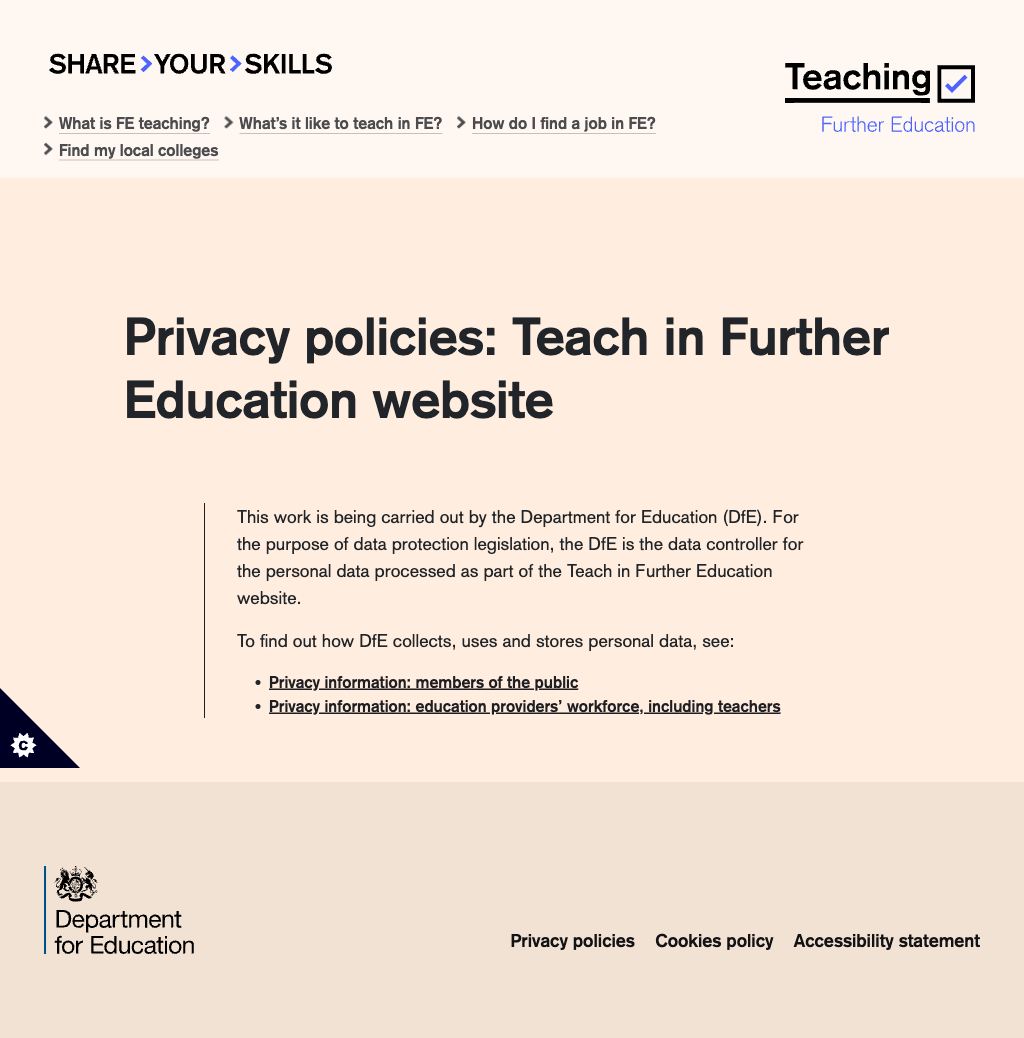 SHARE>YOUR>SKILLS
Teaching
Further Education
What is FE teaching? What's it like to teach in FE? How do I find a job in FE?
Find my local colleges
Privacy policies: Teach in Further
Education website
This work is being carried out by the Department for Education (DfE). For
the purpose of data protection legislation, the DfE is the data controller for
the personal data processed as part of the Teach in Further Education
website.
To find out how DfE collects, uses and stores personal data, see:
• Privacy information: members of the public
• Privacy information: education providers' workforce, including teachers
C
Department
for Education
Privacy policies Cookies policy Accessibility statement